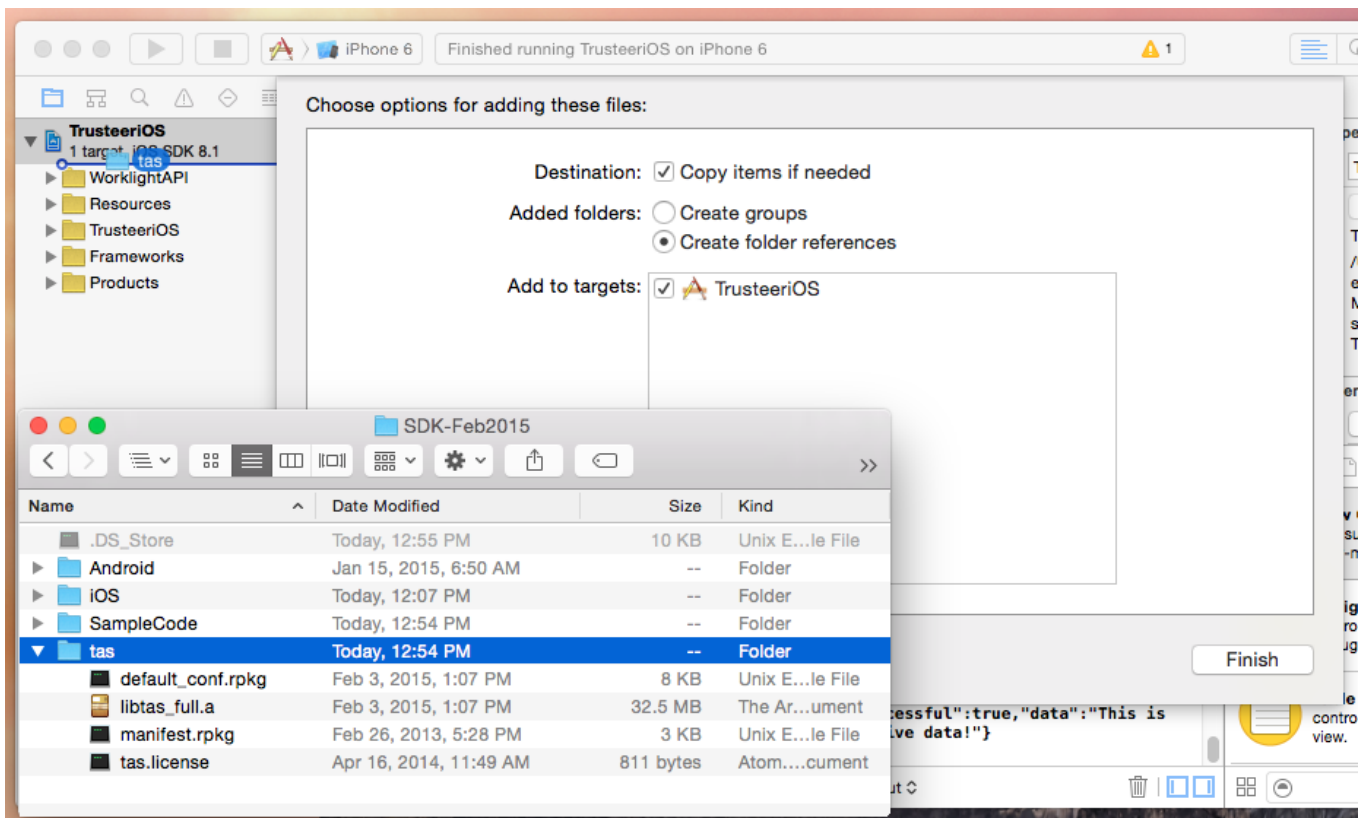 iPhone 6
Finished running TrusteeriOS on iPhone 6
1
Choose options for adding these files:
TrusteeriOS
1 target, iOS SDK 8.1
tas
WorklightAPI
Resources
TrusteeriOS
Frameworks
Products
Destination: Copy items if needed
Added folders: Create groups
Create folder references
Add to targets: TrusteeriOS
SDK-Feb2015
Name Date Modified Size Kind
.DS_Store Today, 12:55 PM 10 KB Unix E...le File
Android Jan 15, 2015, 6:50 AM -- Folder
iOS Today, 12:07 PM -- Folder
SampleCode Today, 12:54 PM -- Folder
tas Today, 12:54 PM -- Folder
default_conf.rpkg Feb 3, 2015, 1:07 PM 8 KB Unix E...le File
libtas_full.a Feb 3, 2015, 1:07 PM 32.5 MB The Ar...ument
manifest.rpkg Feb 26, 2013, 5:28 PM 3 KB Unix E...le File
tas.license Apr 16, 2014, 11:49 AM 811 bytes Atom....cument
Finish
cessful":true,"data":"This is
ive data!"}
contro
view.